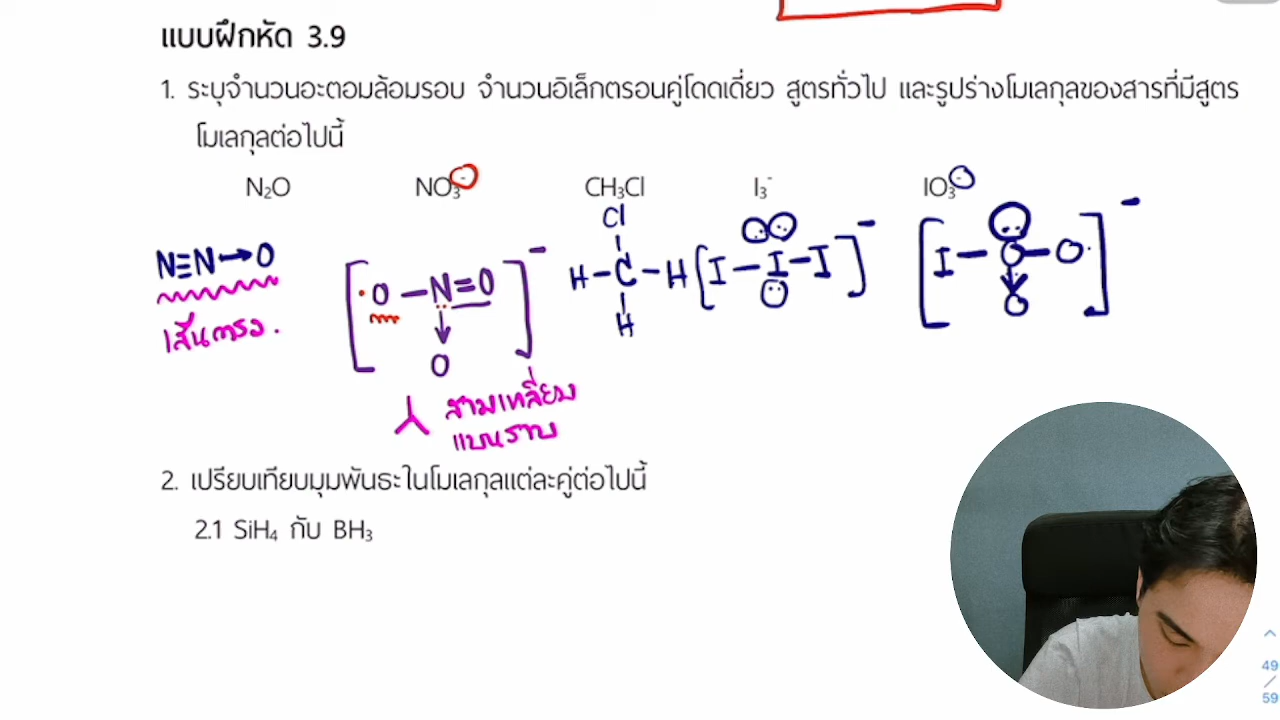 แบบฝึกหัด 3.9
1. ระบุจำนวนอะตอมล้อมรอบ จำนวนอิเล็กตรอนคู่โดดเดี่ยว สูตรทั่วไป และรูปร่างโมเลกุลของสารที่มีสูตร
โมเลกุลต่อไปนี้
N₂O NO₃⁻ CH₃Cl I₃⁻ IO₃⁻
Cl
N≡N→O [O–N=O]⁻ H–C–H [I–I–I]⁻ [I–O–O]⁻
O H O
เส้นตรง.
สามเหลี่ยม
แบนราบ
2. เปรียบเทียบมุมพันธะในโมเลกุลแต่ละคู่ต่อไปนี้
2.1 SiH₄ กับ BH₃
49
/
59